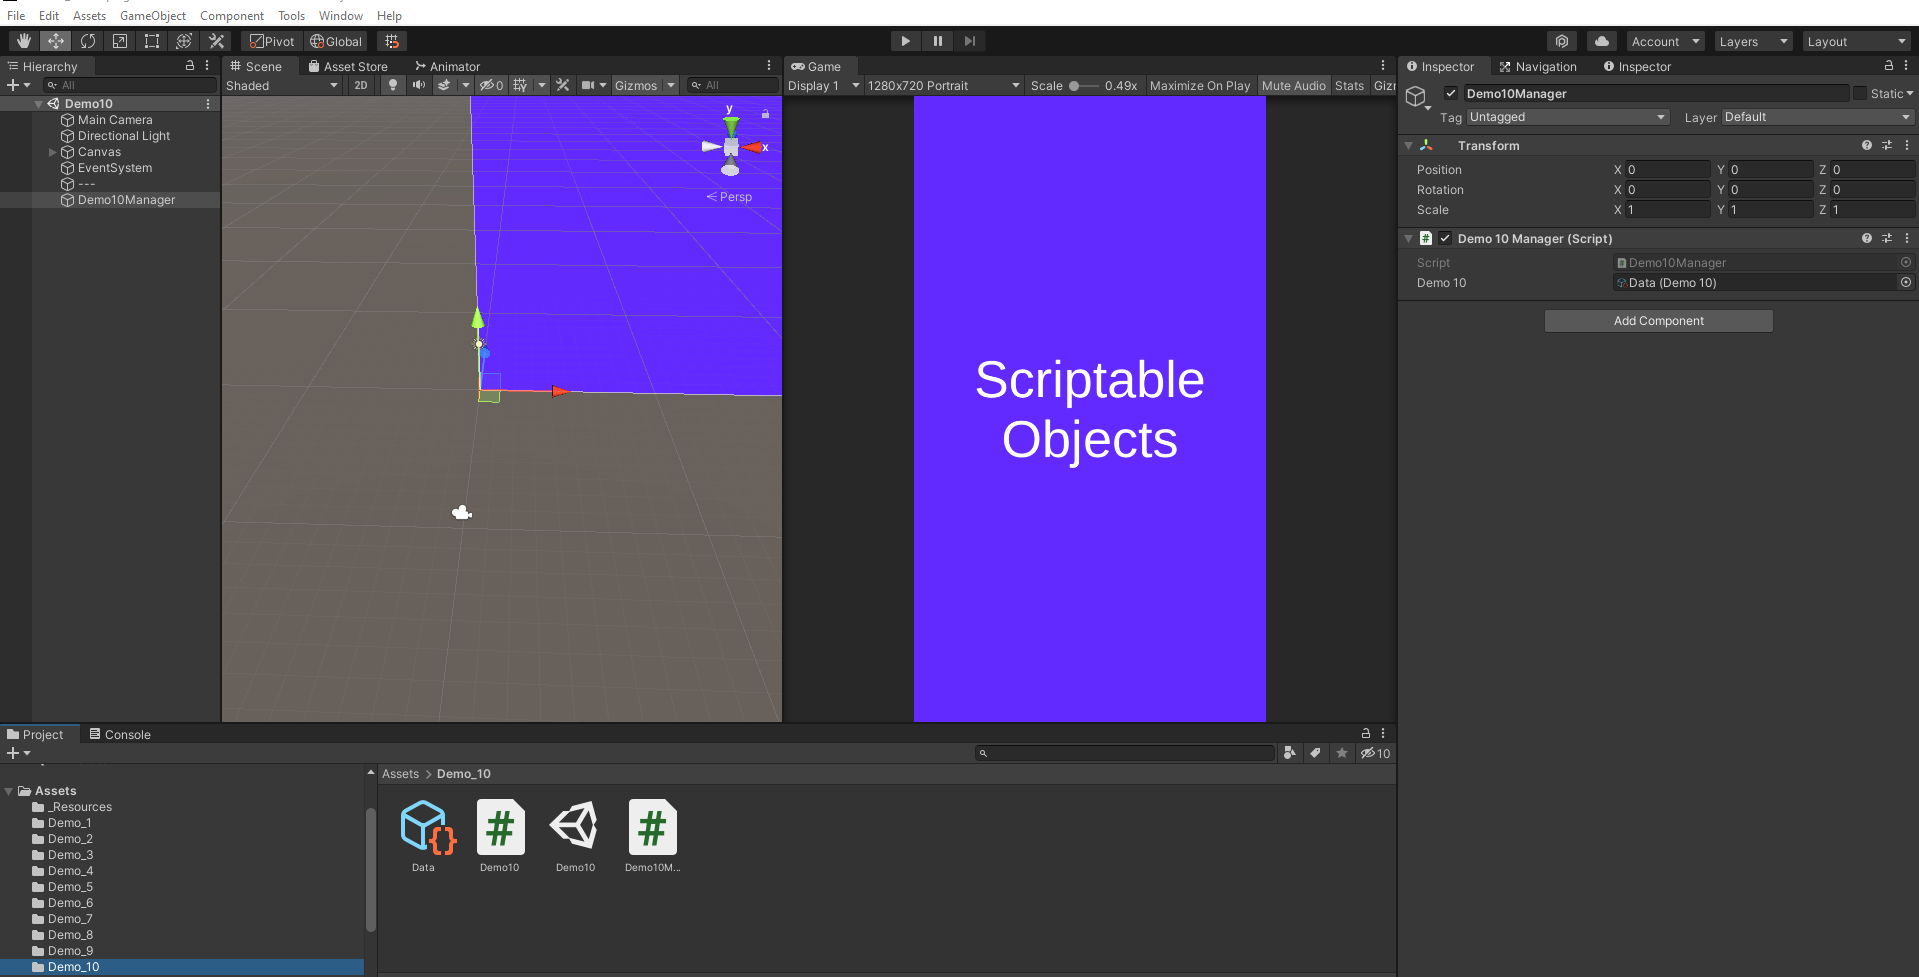 File Edit Assets GameObject Component Tools Window Help
Pivot Global
Account Layers Layout
Hierarchy
All
Demo10
Main Camera
Directional Light
Canvas
EventSystem
---
Demo10Manager
Scene Asset Store Animator
Shaded 2D 0 Gizmos All
y
x
Persp
Game
Display 1 1280x720 Portrait Scale 0.49x Maximize On Play Mute Audio Stats Giz
Scriptable
Objects
Inspector Navigation Inspector
Demo10Manager Static
Tag Untagged Layer Default
Transform
Position X 0 Y 0 Z 0
Rotation X 0 Y 0 Z 0
Scale X 1 Y 1 Z 1
# Demo 10 Manager (Script)
Script Demo10Manager
Demo 10 Data (Demo 10)
Add Component
Project Console
10
Assets
_Resources
Demo_1
Demo_2
Demo_3
Demo_4
Demo_5
Demo_6
Demo_7
Demo_8
Demo_9
Demo_10
Assets > Demo_10
{} # #
Data Demo10 Demo10 Demo10M...